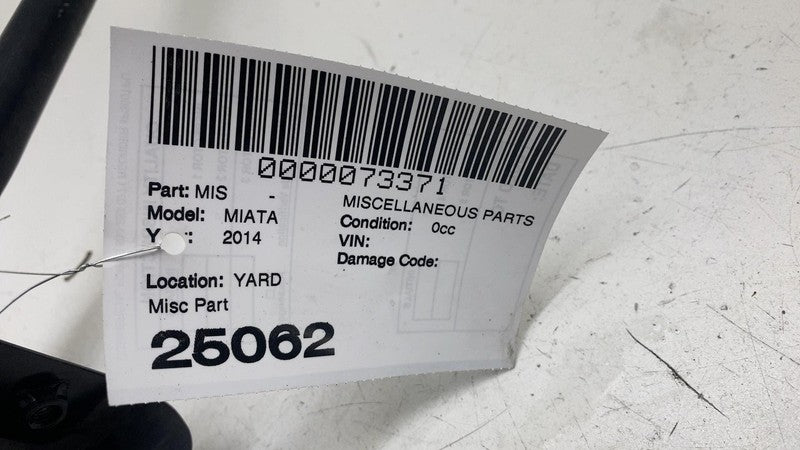 0000073371
Part: MIS -
MISCELLANEOUS PARTS
Model: MIATA
Condition: 0cc
Y r: 2014
VIN:
Damage Code:
Location: YARD
Misc Part
25062